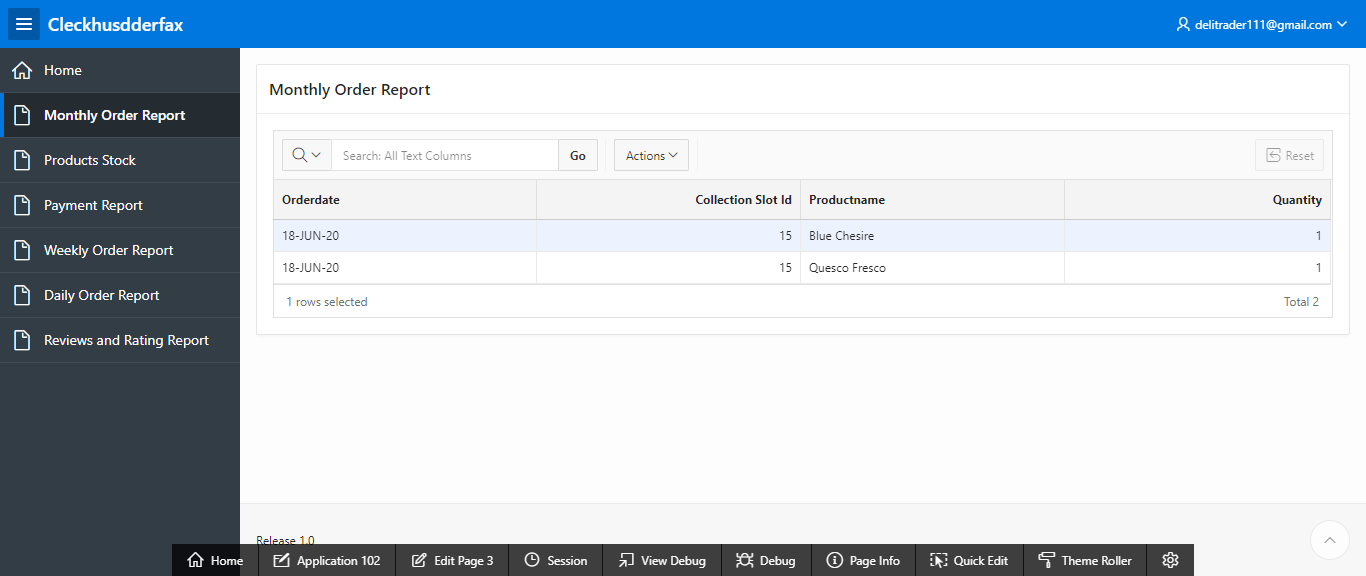 Cleckhusdderfax
delitrader111@gmail.com
Home
Monthly Order Report
Products Stock
Payment Report
Weekly Order Report
Daily Order Report
Reviews and Rating Report
Monthly Order Report
Search: All Text Columns Go Actions Reset
Orderdate Collection Slot Id Productname Quantity
18-JUN-20 15 Blue Chesire 1
18-JUN-20 15 Quesco Fresco 1
1 rows selected Total 2
Release 1.0
Home Application 102 Edit Page 3 Session View Debug Debug Page Info Quick Edit Theme Roller